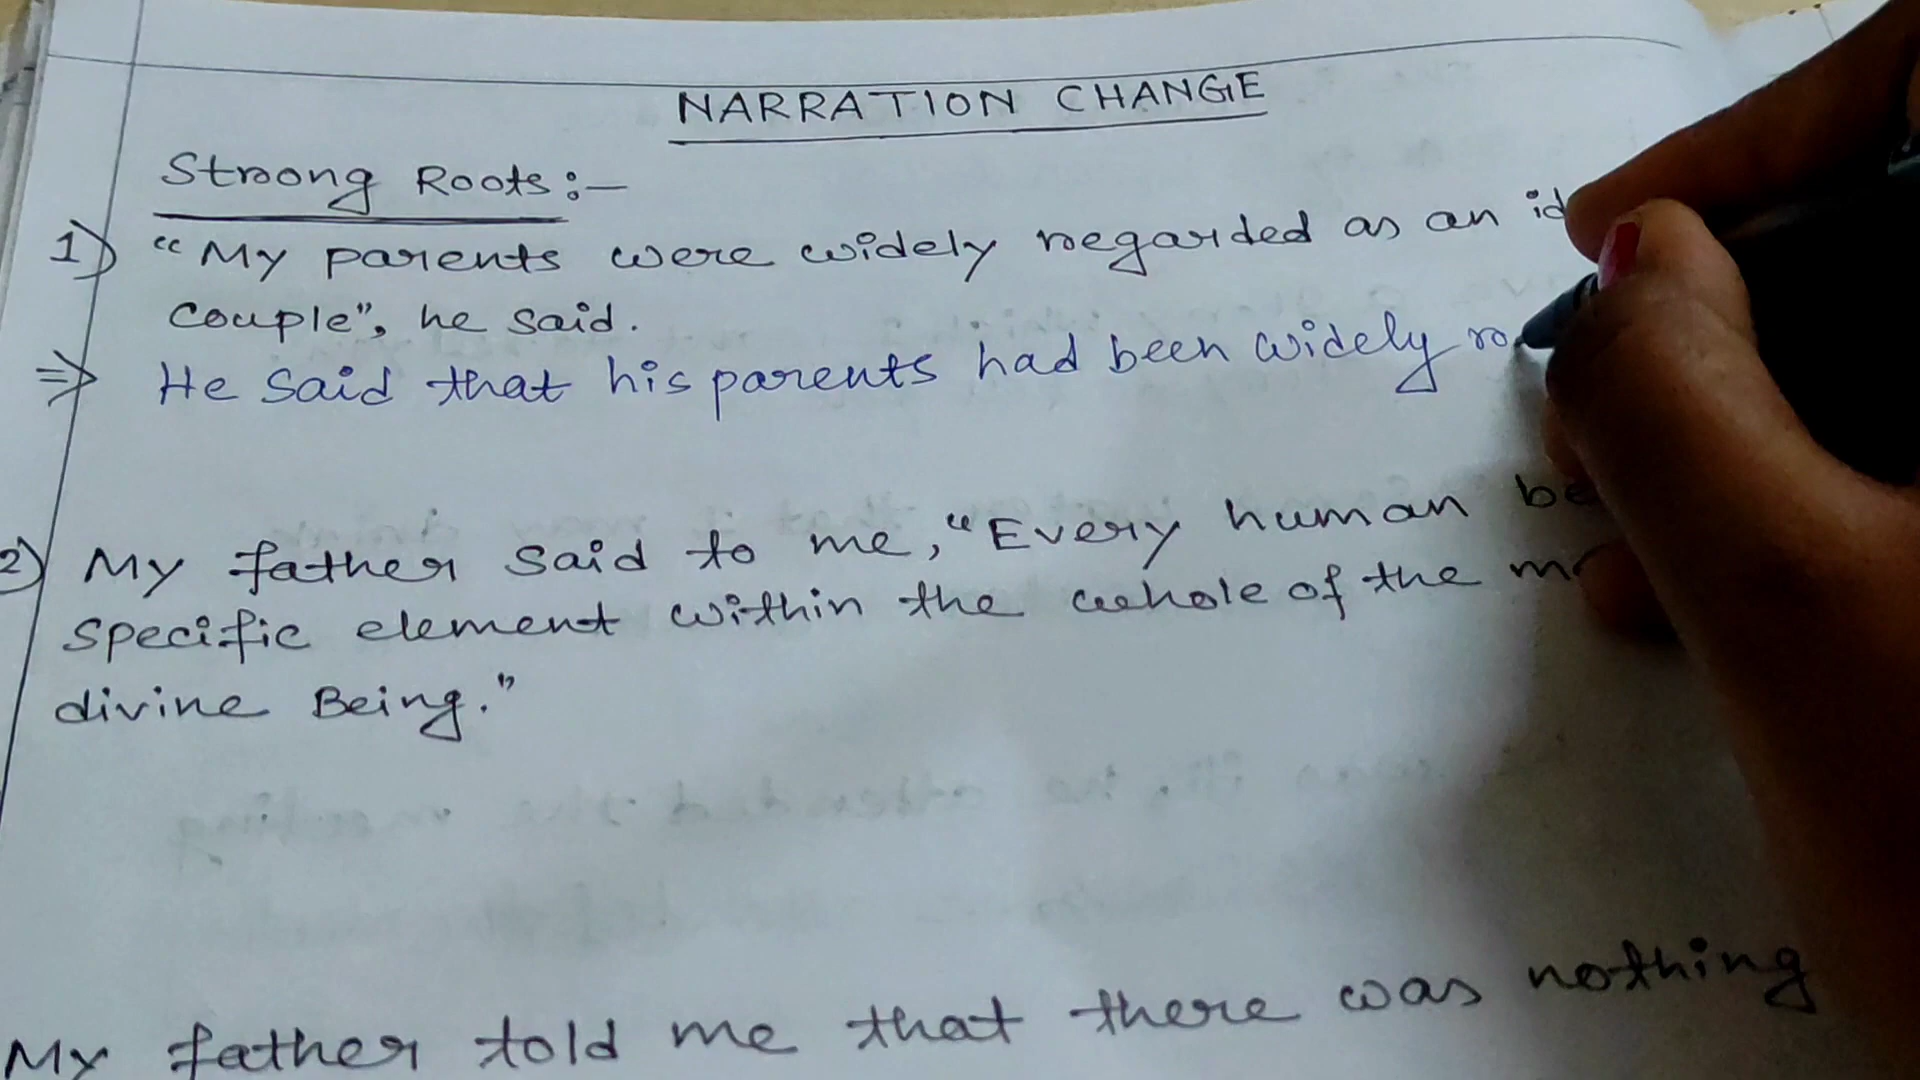 NARRATION CHANGE
Strong Roots :-
1) "My parents were widely regarded as an
couple", he said.
=> He said that his parents had been widely
2) My father said to me, "Every human
specific element within the whole of the
divine Being."
My father told me that there was nothing